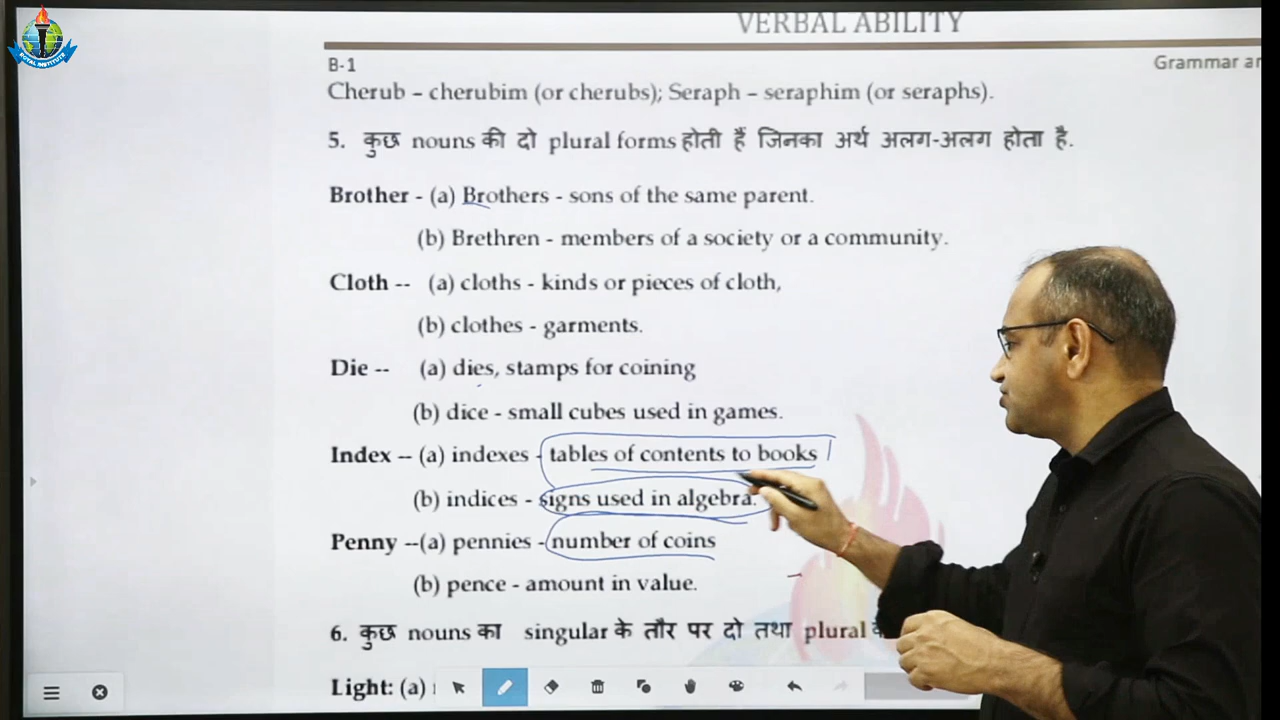 ROYAL INSTITUTE
VERBAL ABILITY
B-1
Grammar
Cherub – cherubim (or cherubs); Seraph – seraphim (or seraphs).
5. कुछ nouns की दो plural forms होती हैं जिनका अर्थ अलग-अलग होता है.
Brother - (a) Brothers - sons of the same parent.
(b) Brethren - members of a society or a community.
Cloth -- (a) cloths - kinds or pieces of cloth,
(b) clothes - garments.
Die -- (a) dies, stamps for coining
(b) dice - small cubes used in games.
Index -- (a) indexes - tables of contents to books
(b) indices - signs used in algebra.
Penny --(a) pennies - number of coins
(b) pence - amount in value.
6. कुछ nouns का singular के तौर पर दो तथा plural
Light: (a)